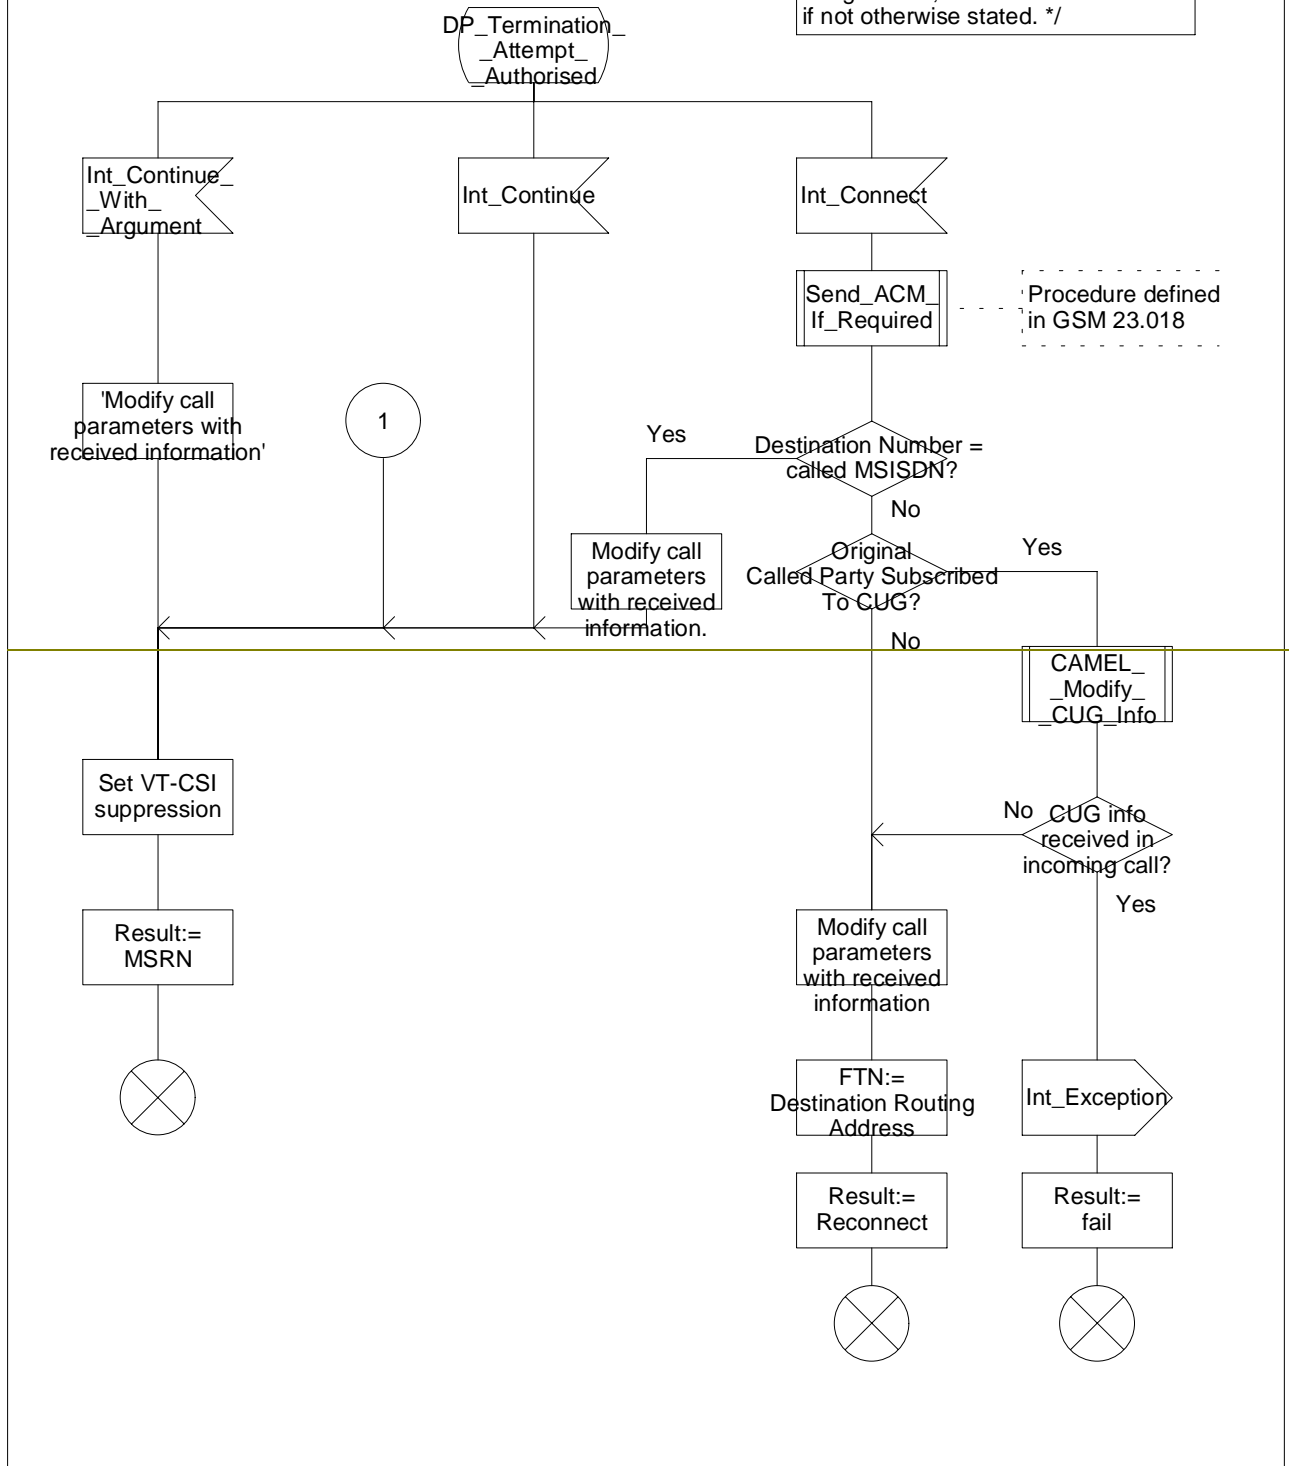 if not otherwise stated. */
DP_Termination_
_Attempt_
_Authorised
Int_Continue_
_With_
_Argument
Int_Continue
Int_Connect
Send_ACM_
If_Required
Procedure defined
in GSM 23.018
'Modify call
parameters with
received information'
1
Yes
Destination Number =
called MSISDN?
No
Modify call
parameters
with received
information.
Original
Called Party Subscribed
To CUG?
Yes
No
CAMEL_
_Modify_
_CUG_Info
Set VT-CSI
suppression
No
CUG info
received in
incoming call?
Yes
Result:=
MSRN
Modify call
parameters
with received
information
FTN:=
Destination Routing
Address
Int_Exception
Result:=
Reconnect
Result:=
fail